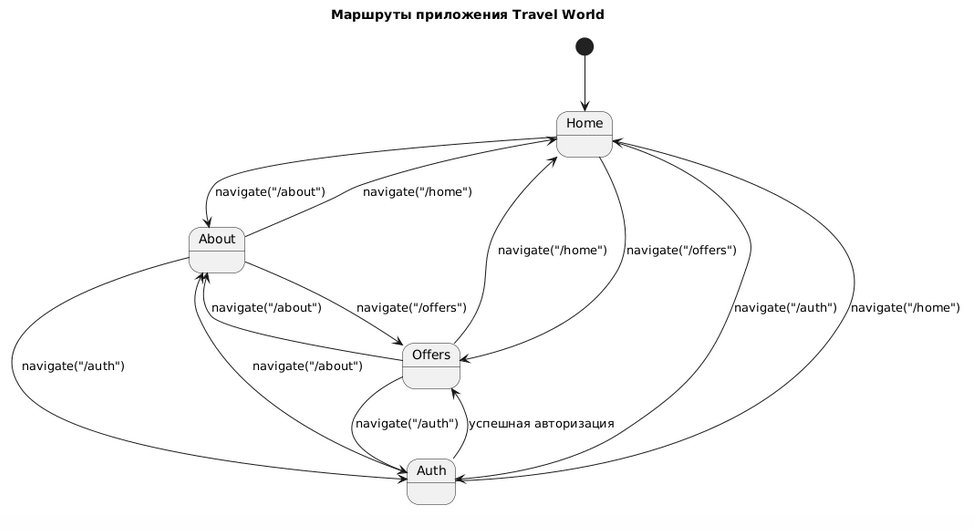 Маршруты приложения Travel World
Home
navigate("/about")
navigate("/home")
About
navigate("/home")
navigate("/offers")
navigate("/about")
navigate("/offers")
navigate("/auth")
navigate("/home")
Offers
navigate("/auth")
navigate("/about")
navigate("/auth")
успешная авторизация
Auth